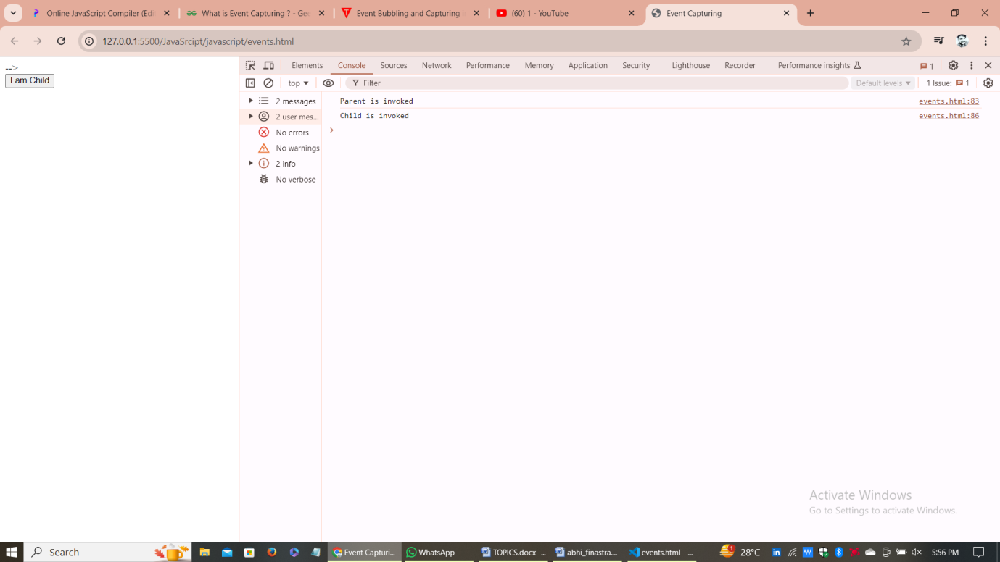 Online JavaScript Compiler (Edi
What is Event Capturing ? - Gee
Event Bubbling and Capturing i
(60) 1 - YouTube
Event Capturing
127.0.0.1:5500/JavaSrcipt/javascript/events.html
-->
I am Child
Elements Console Sources Network Performance Memory Application Security Lighthouse Recorder Performance insights 1
top Filter Default levels 1 Issue: 1
2 messages
2 user mes...
No errors
No warnings
2 info
No verbose
Parent is invoked events.html:83
Child is invoked events.html:86
Activate Windows
Go to Settings to activate Windows.
Search
Event Capturi...
WhatsApp
TOPICS.docx -...
abhi_finastra....
events.html - ...
28°C
5:56 PM